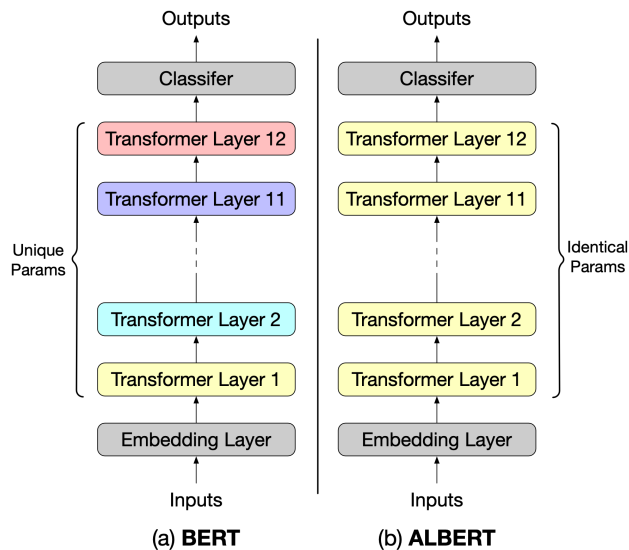 Outputs
Classifer
Transformer Layer 12
Transformer Layer 11
Unique
Params
Transformer Layer 2
Transformer Layer 1
Embedding Layer
Inputs
(a) BERT
Outputs
Classifer
Transformer Layer 12
Transformer Layer 11
Identical
Params
Transformer Layer 2
Transformer Layer 1
Embedding Layer
Inputs
(b) ALBERT